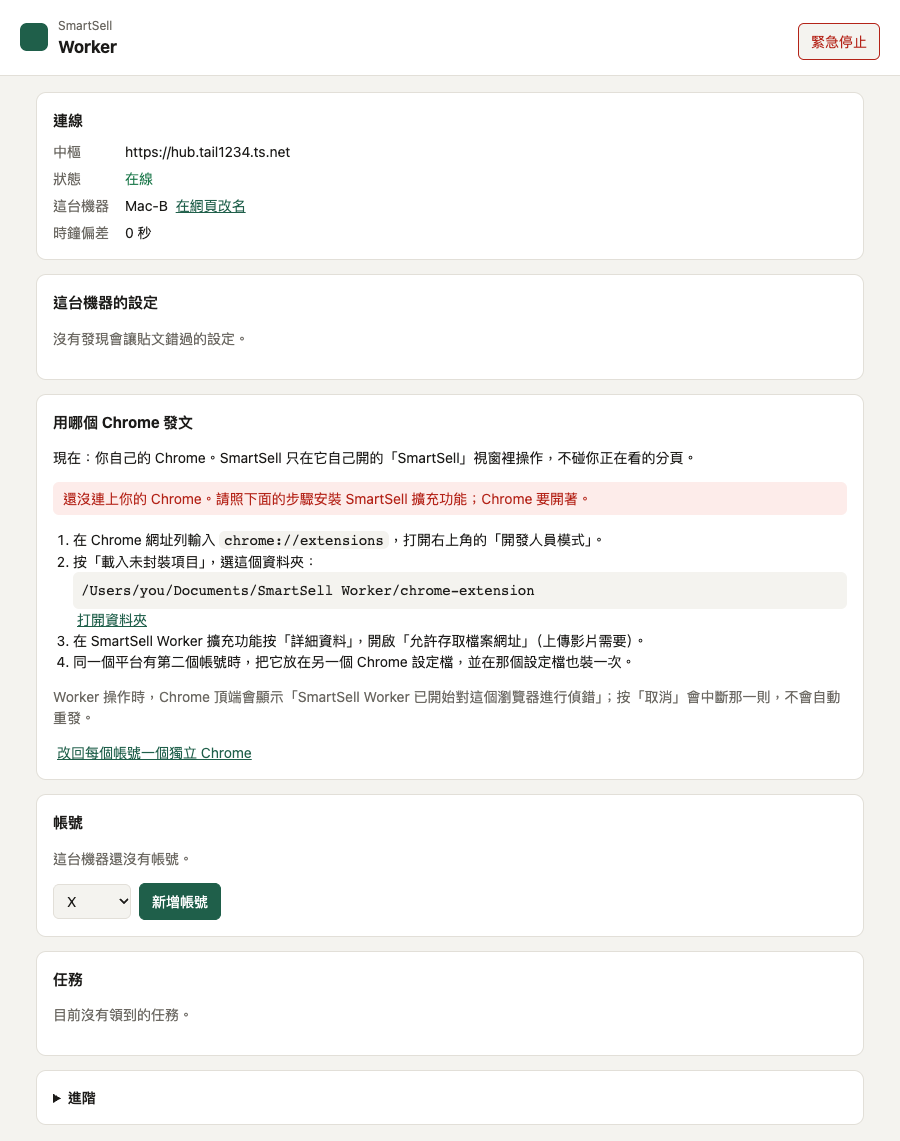 SmartSell
Worker
緊急停止
連線
中樞 https://hub.tail1234.ts.net
狀態 在線
這台機器 Mac-B 在網頁改名
時鐘偏差 0 秒
這台機器的設定
沒有發現會讓貼文錯過的設定。
用哪個 Chrome 發文
現在：你自己的 Chrome。SmartSell 只在它自己開的「SmartSell」視窗裡操作，不碰你正在看的分頁。
還沒連上你的 Chrome。請照下面的步驟安裝 SmartSell 擴充功能；Chrome 要開著。
1. 在 Chrome 網址列輸入 chrome://extensions，打開右上角的「開發人員模式」。
2. 按「載入未封裝項目」，選這個資料夾：
/Users/you/Documents/SmartSell Worker/chrome-extension
打開資料夾
3. 在 SmartSell Worker 擴充功能按「詳細資料」，開啟「允許存取檔案網址」（上傳影片需要）。
4. 同一個平台有第二個帳號時，把它放在另一個 Chrome 設定檔，並在那個設定檔也裝一次。
Worker 操作時，Chrome 頂端會顯示「SmartSell Worker 已開始對這個瀏覽器進行偵錯」；按「取消」會中斷那一則，不會自動
重發。
改回每個帳號一個獨立 Chrome
帳號
這台機器還沒有帳號。
X 新增帳號
任務
目前沒有領到的任務。
進階